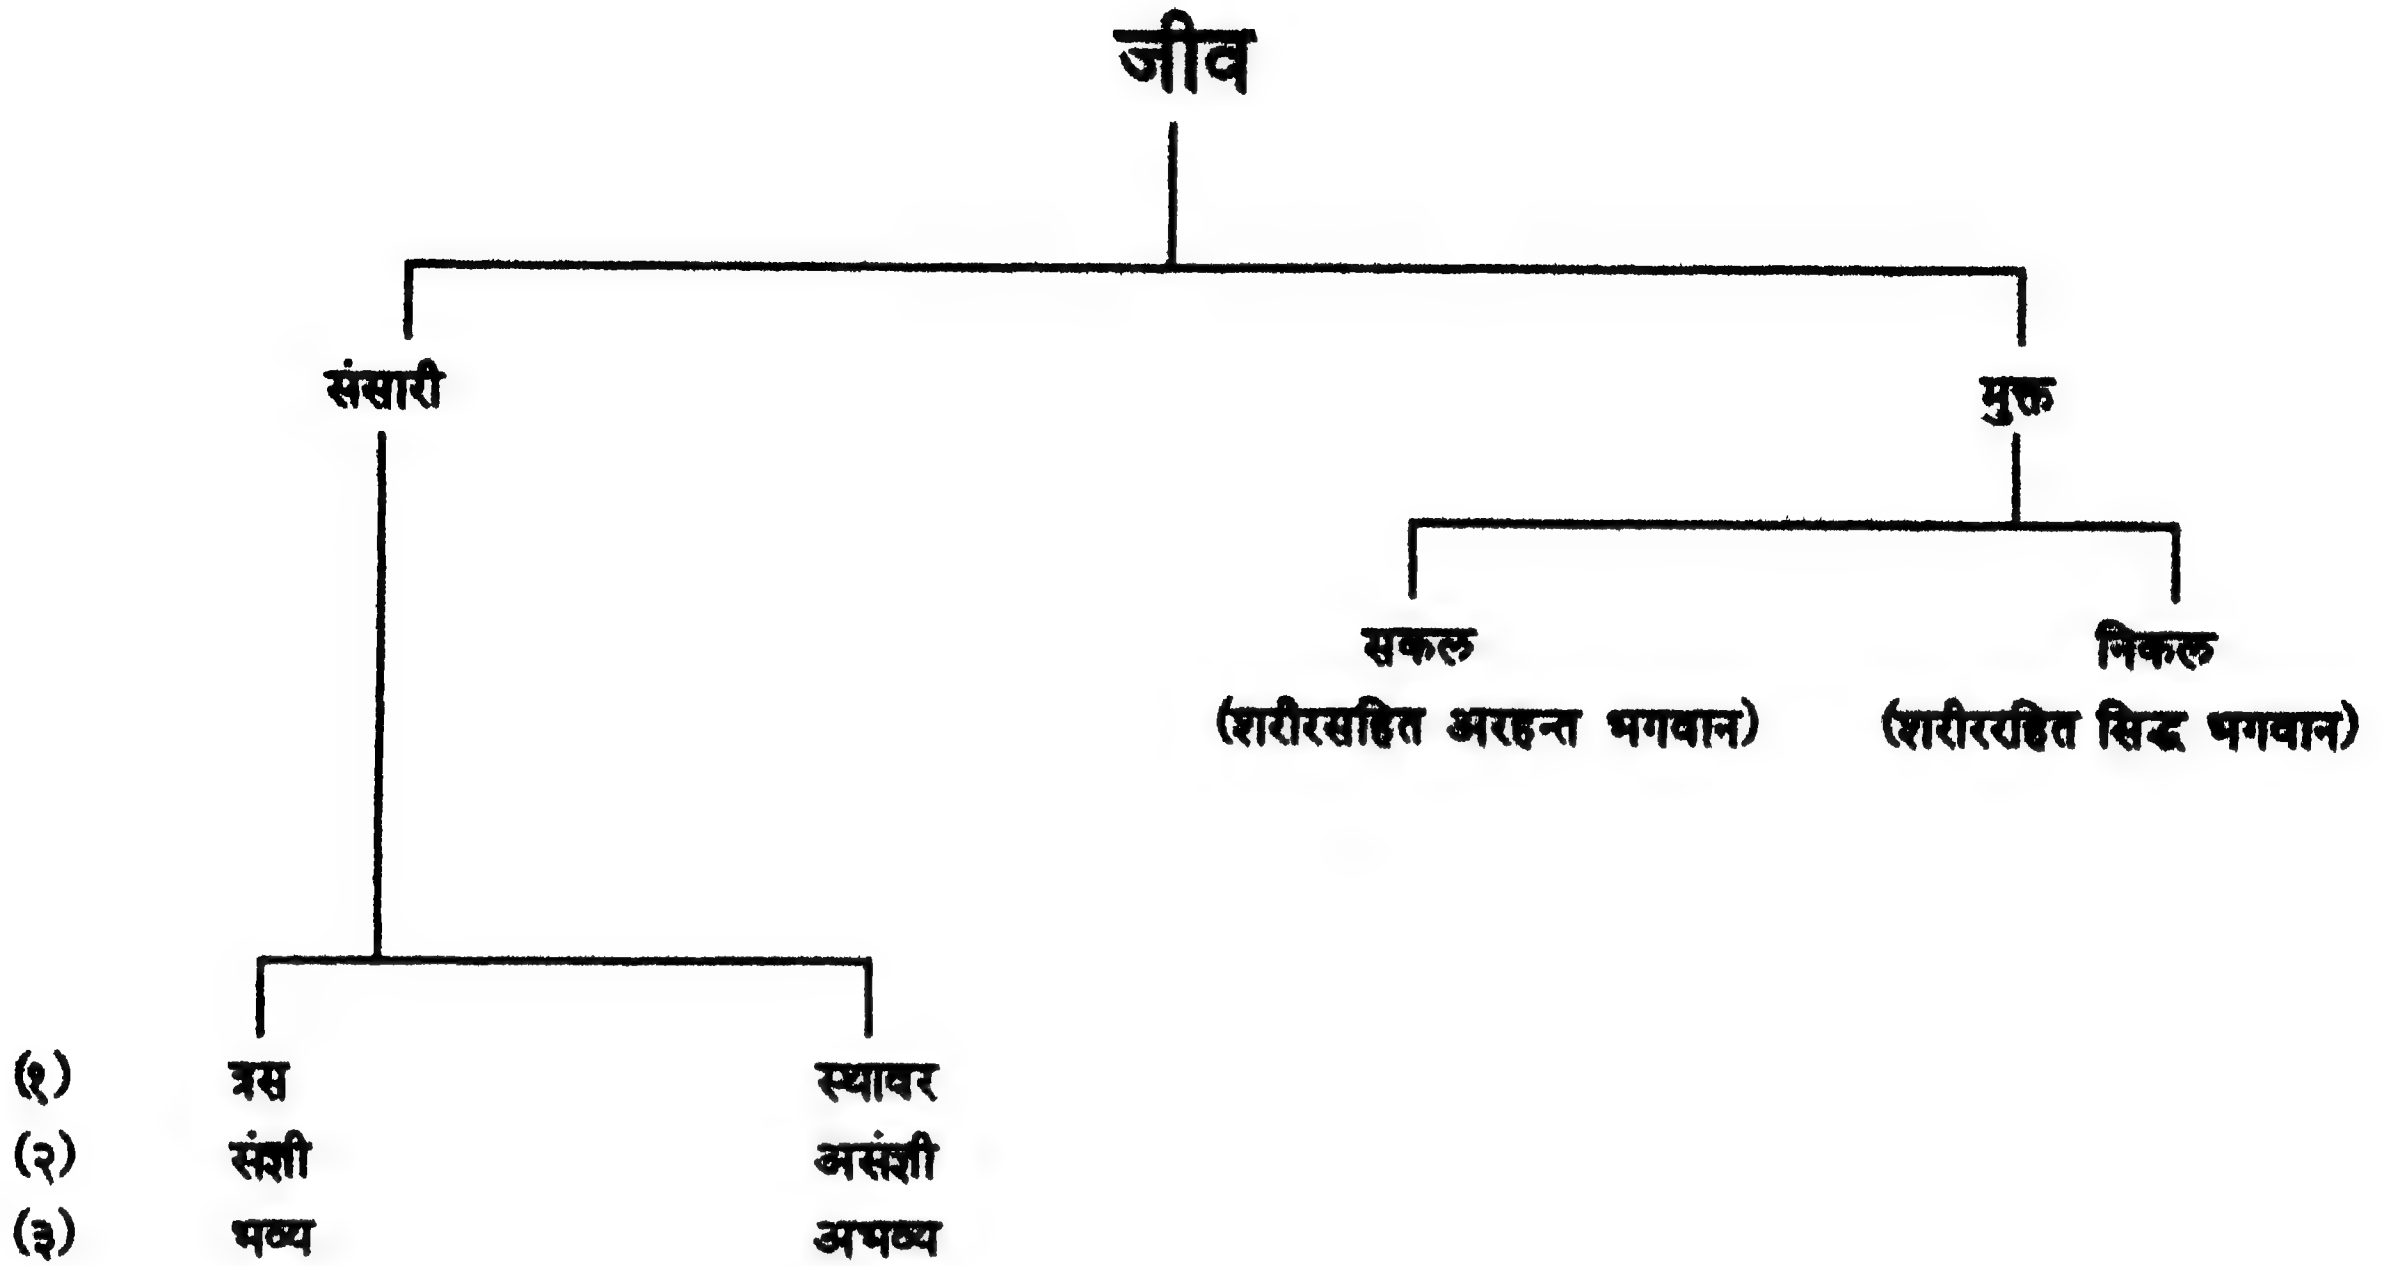 जीव
संसारी
मुक्त
सकल
निकल
(शरीरसहित अरहन्त भगवान)
(शरीररहित सिद्ध भगवान)
(१) त्रस स्थावर
(२) संज्ञी असंज्ञी
(३) भव्य अभव्य